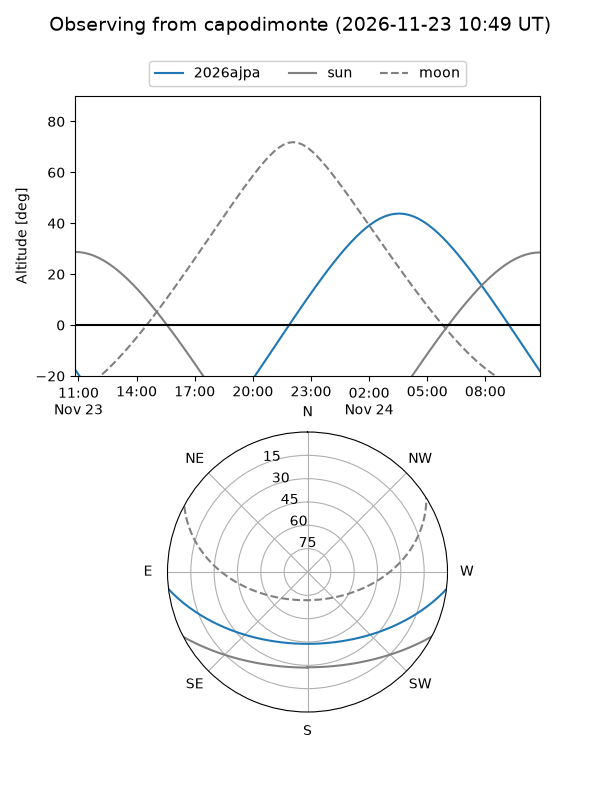 Observing from capodimonte (2026-11-23 10:49 UT)
2026ajpa sun moon
Altitude [deg]
80
60
40
20
0
−20
11:00 14:00 17:00 20:00 23:00 02:00 05:00 08:00
Nov 23 Nov 24
N
NE NW
15
30
45
60
75
E W
SE SW
S